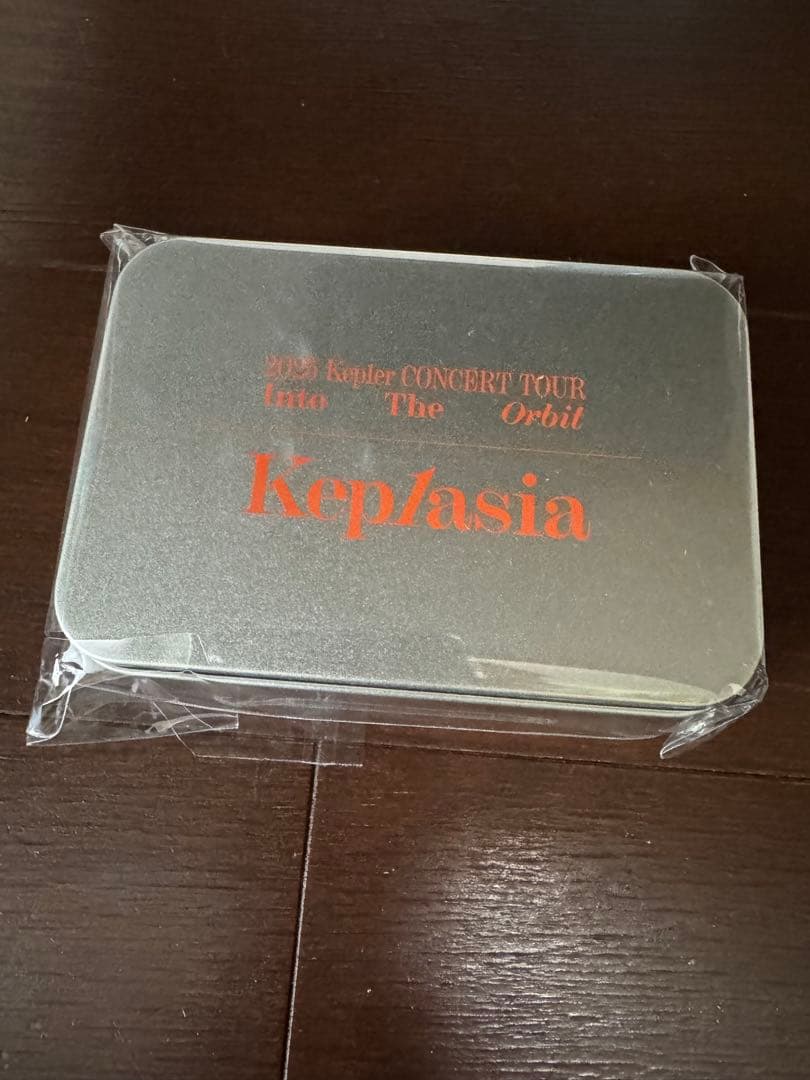 2025 Kep1er CONCERT TOUR
Into The Orbit
Kep1asia